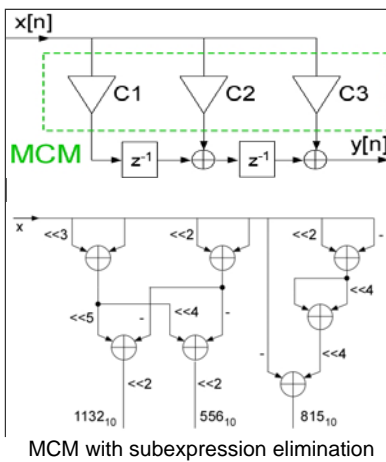 x[n]
C1 C2 C3
MCM
z⁻¹ z⁻¹ y[n]
x
<<3 <<2 <<2 -
<<4
<<5 - <<4 -
- <<4
<<2 <<2
1132₁₀ 556₁₀ 815₁₀
MCM with subexpression elimination